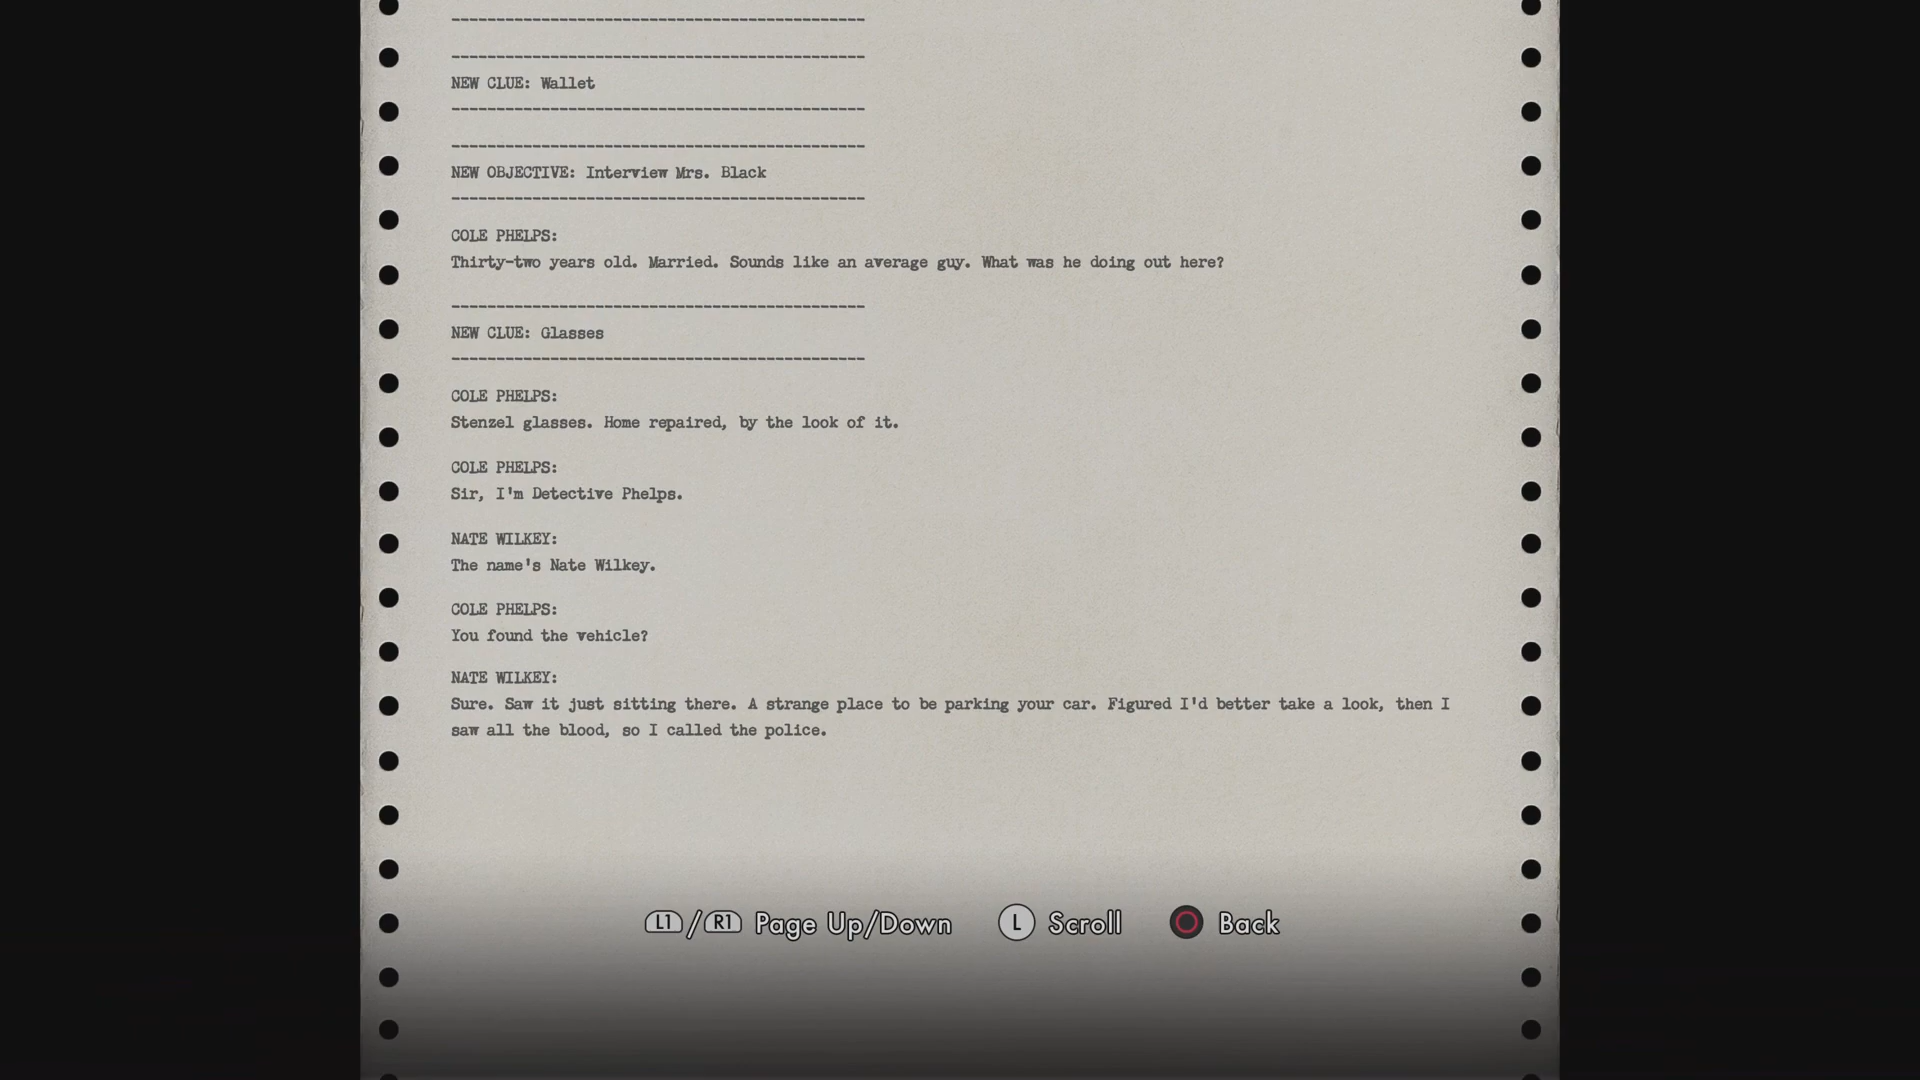 NEW CLUE: Wallet
NEW OBJECTIVE: Interview Mrs. Black
COLE PHELPS:
Thirty-two years old. Married. Sounds like an average guy. What was he doing out here?
NEW CLUE: Glasses
COLE PHELPS:
Stenzel glasses. Home repaired, by the look of it.
COLE PHELPS:
Sir, I'm Detective Phelps.
NATE WILKEY:
The name's Nate Wilkey.
COLE PHELPS:
You found the vehicle?
NATE WILKEY:
Sure. Saw it just sitting there. A strange place to be parking your car. Figured I'd better take a look, then I
saw all the blood, so I called the police.
L1/R1 Page Up/Down L Scroll Back